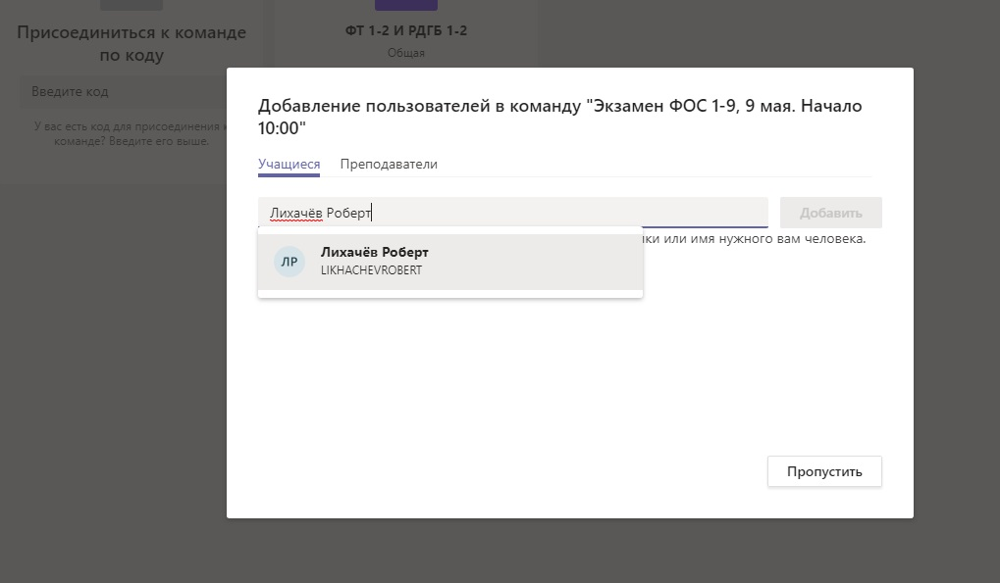 Присоединиться к команде
по коду
Введите код
У вас есть код для присоединения к
команде? Введите его выше.
ФТ 1-2 И РДГБ 1-2
Общая
Добавление пользователей в команду "Экзамен ФОС 1-9, 9 мая. Начало
10:00"
Учащиеся Преподаватели
Лихачёв Роберт
Добавить
или имя нужного вам человека.
ЛР
Лихачёв Роберт
LIKHACHEVROBERT
Пропустить